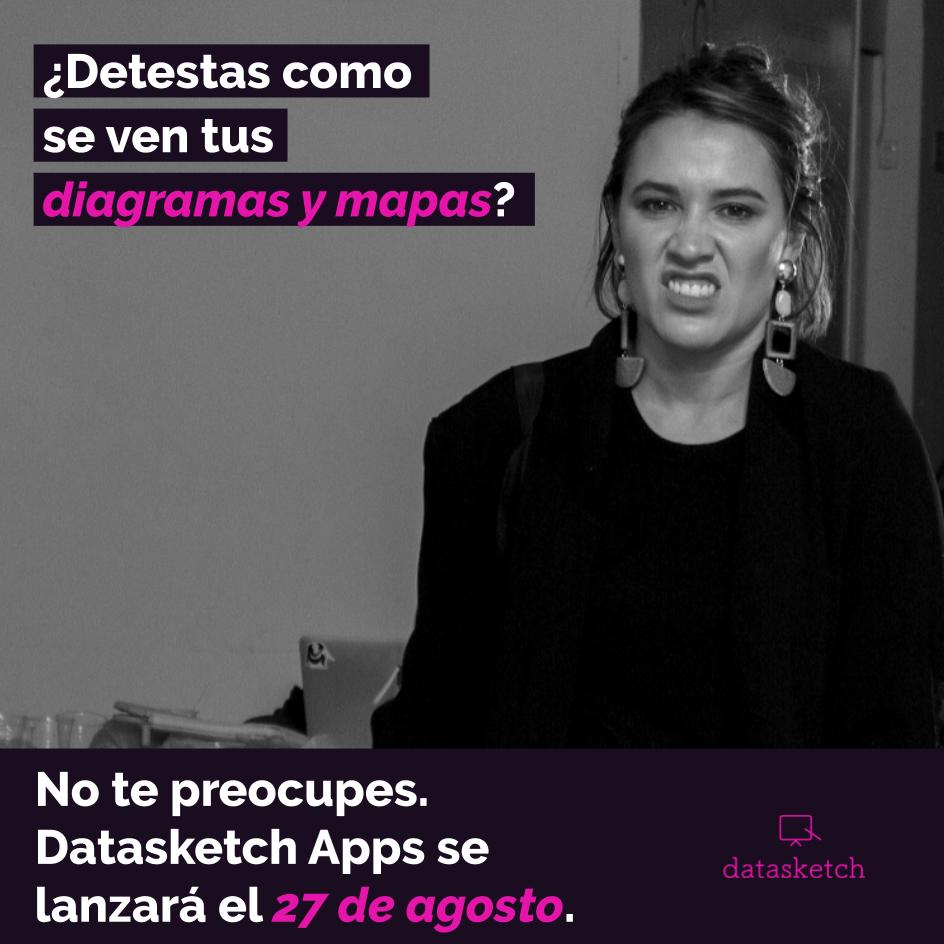 ¿Detestas como
se ven tus
diagramas y mapas?
No te preocupes.
Datasketch Apps se
lanzará el 27 de agosto.
datasketch